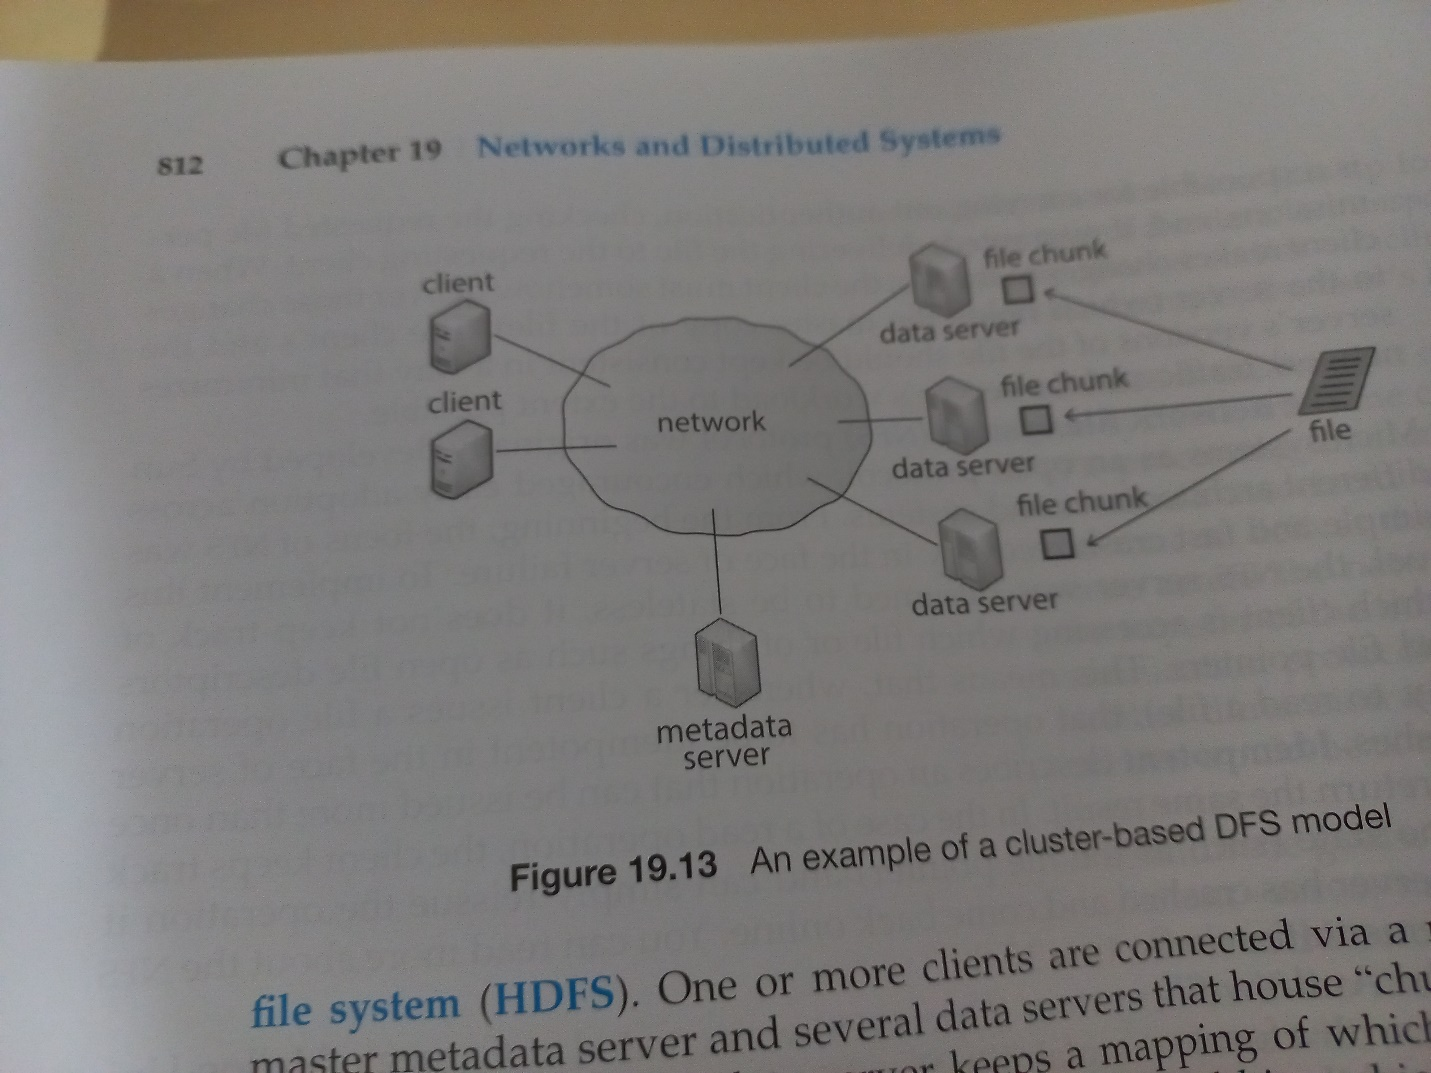 812 Chapter 19 Networks and Distributed Systems
client
file chunk
data server
client
network
file chunk
data server
file
file chunk
data server
metadata
server
Figure 19.13 An example of a cluster-based DFS model
file system (HDFS). One or more clients are connected via a
master metadata server and several data servers that house “
keeps a mapping of which